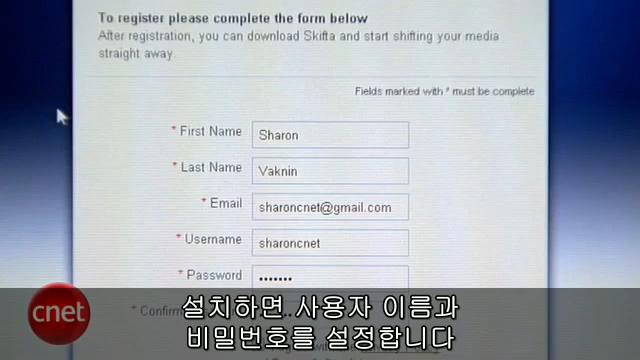 To register please complete the form below
After registration, you can download Skifta and start shifting your media
straight away.
Fields marked with * must be complete
* First Name Sharon
* Last Name Vaknin
* Email sharoncnet@gmail.com
* Username sharoncnet
* Password •••••••
* Confirm
cnet
설치하면 사용자 이름과
비밀번호를 설정합니다